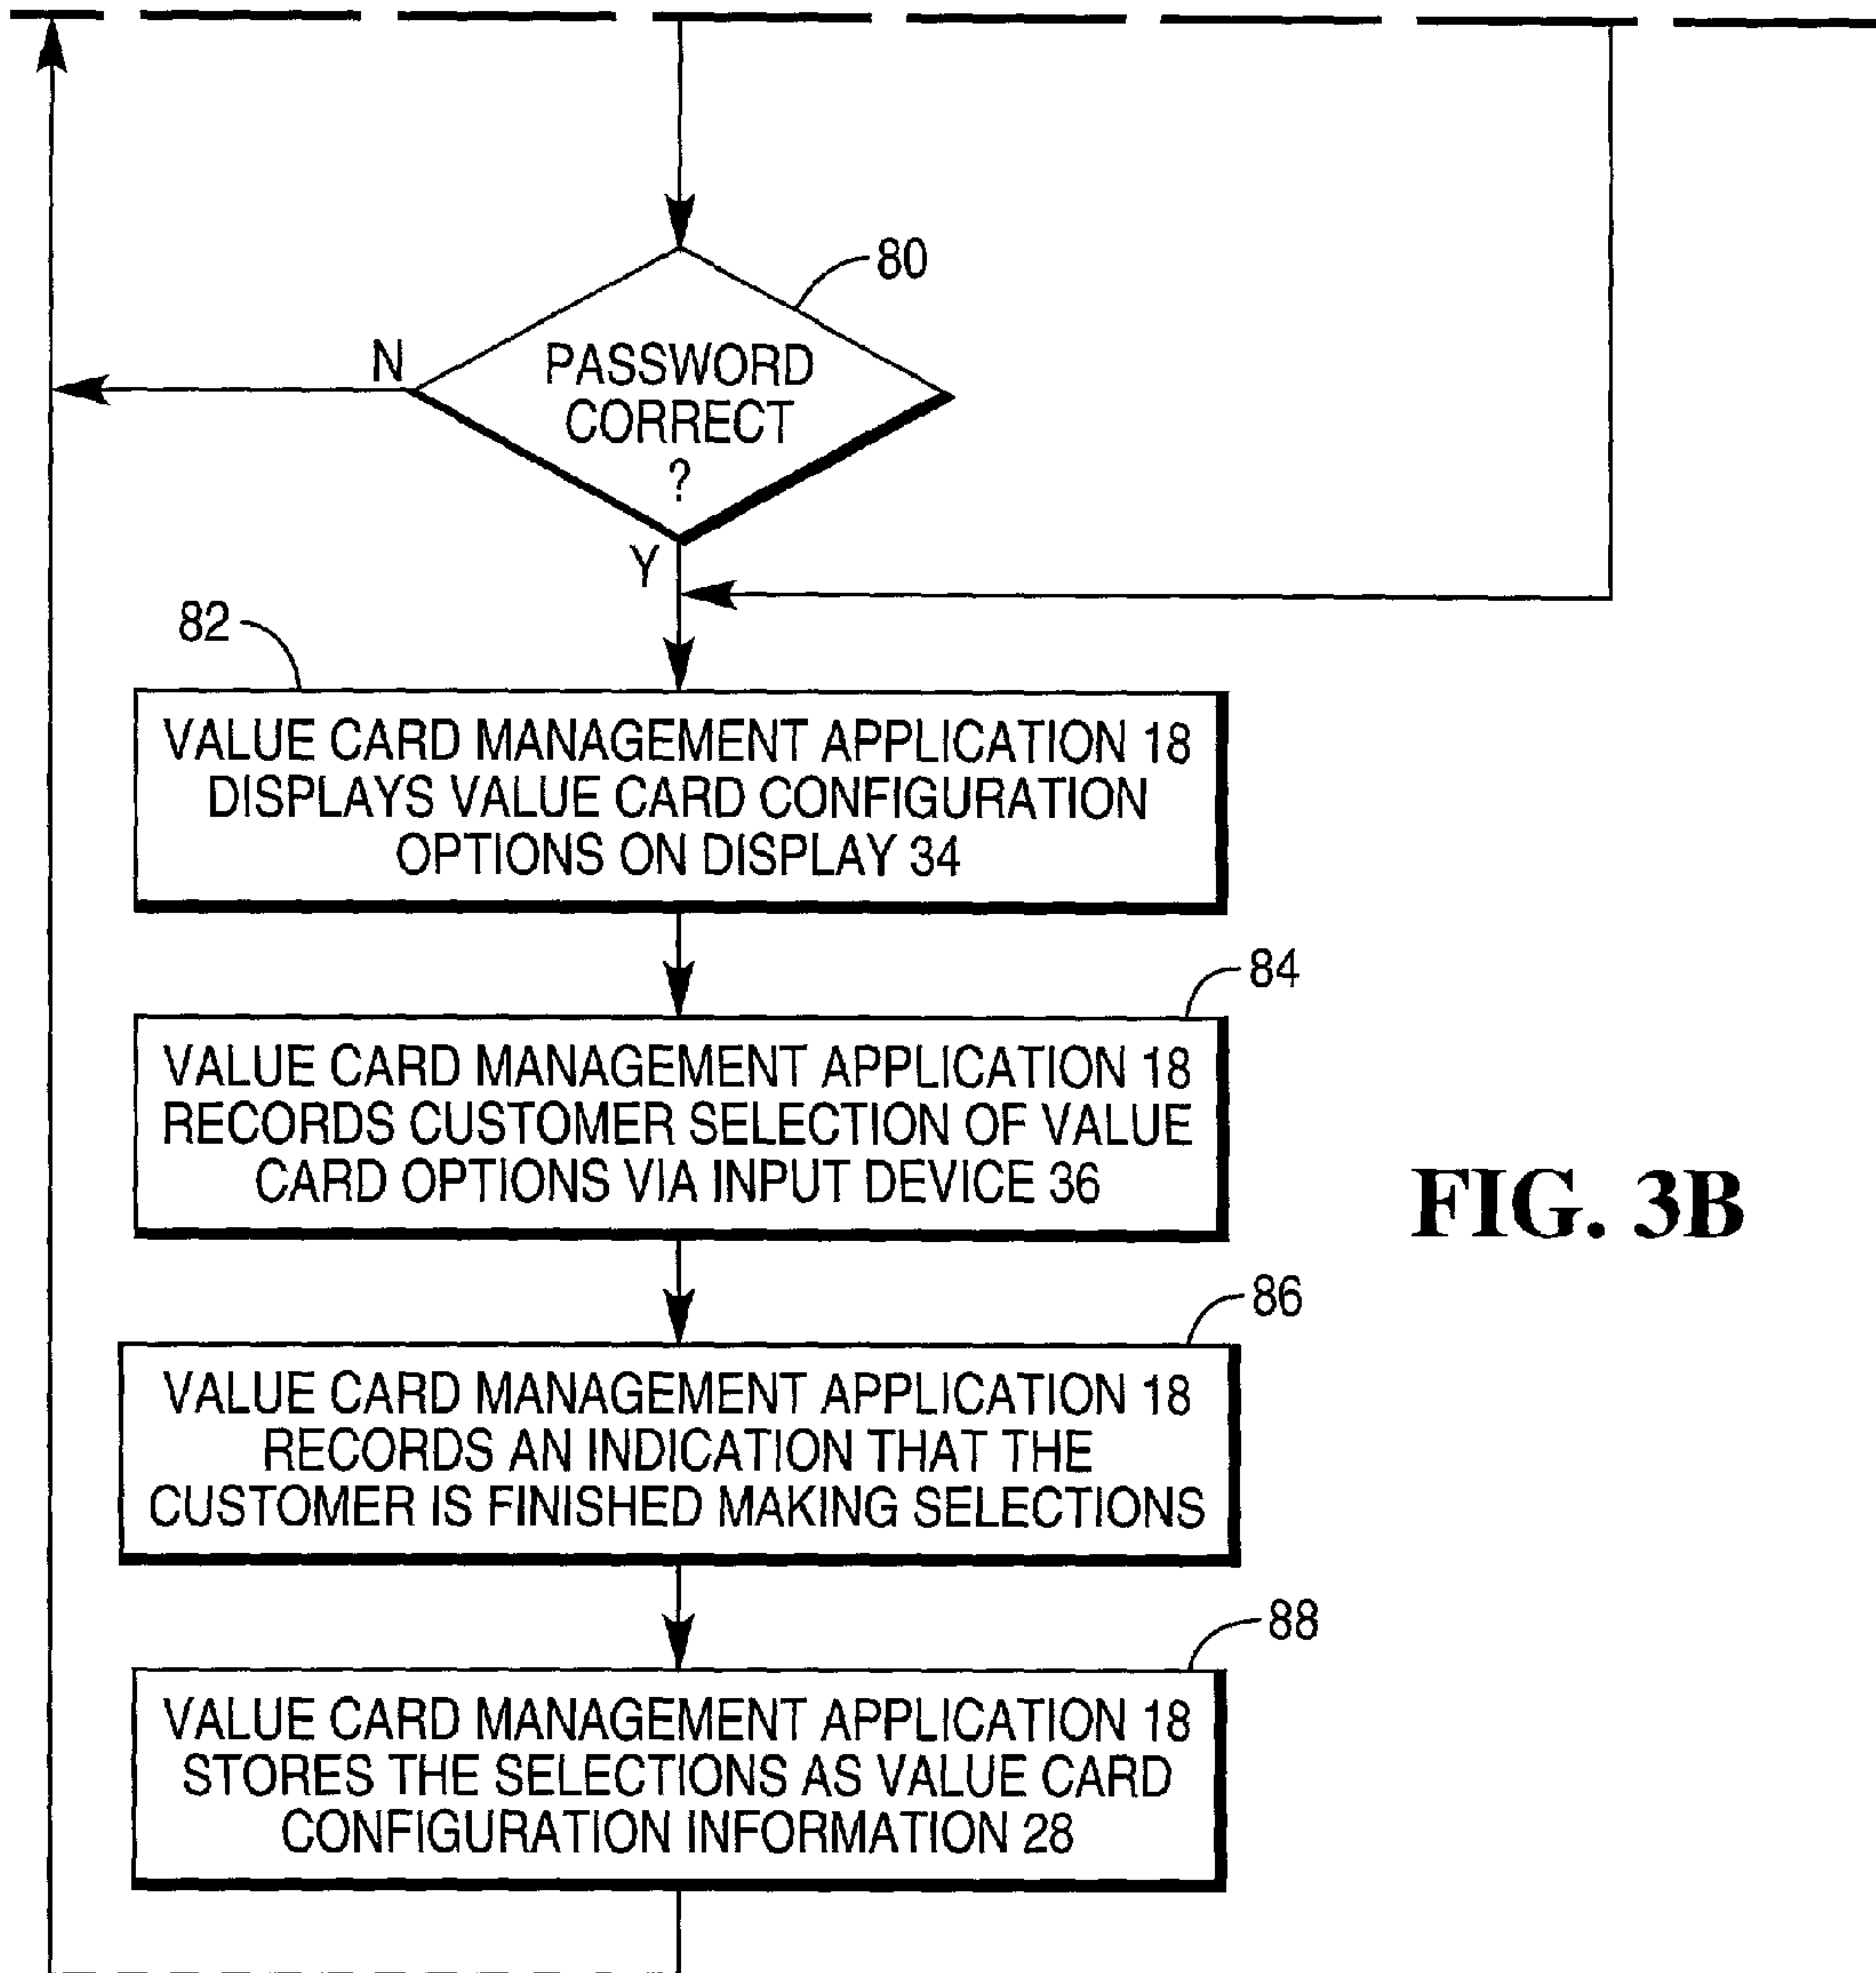 80
N
PASSWORD
CORRECT
?
Y
82
VALUE CARD MANAGEMENT APPLICATION 18
DISPLAYS VALUE CARD CONFIGURATION
OPTIONS ON DISPLAY 34
84
VALUE CARD MANAGEMENT APPLICATION 18
RECORDS CUSTOMER SELECTION OF VALUE
CARD OPTIONS VIA INPUT DEVICE 36
FIG. 3B
86
VALUE CARD MANAGEMENT APPLICATION 18
RECORDS AN INDICATION THAT THE
CUSTOMER IS FINISHED MAKING SELECTIONS
88
VALUE CARD MANAGEMENT APPLICATION 18
STORES THE SELECTIONS AS VALUE CARD
CONFIGURATION INFORMATION 28